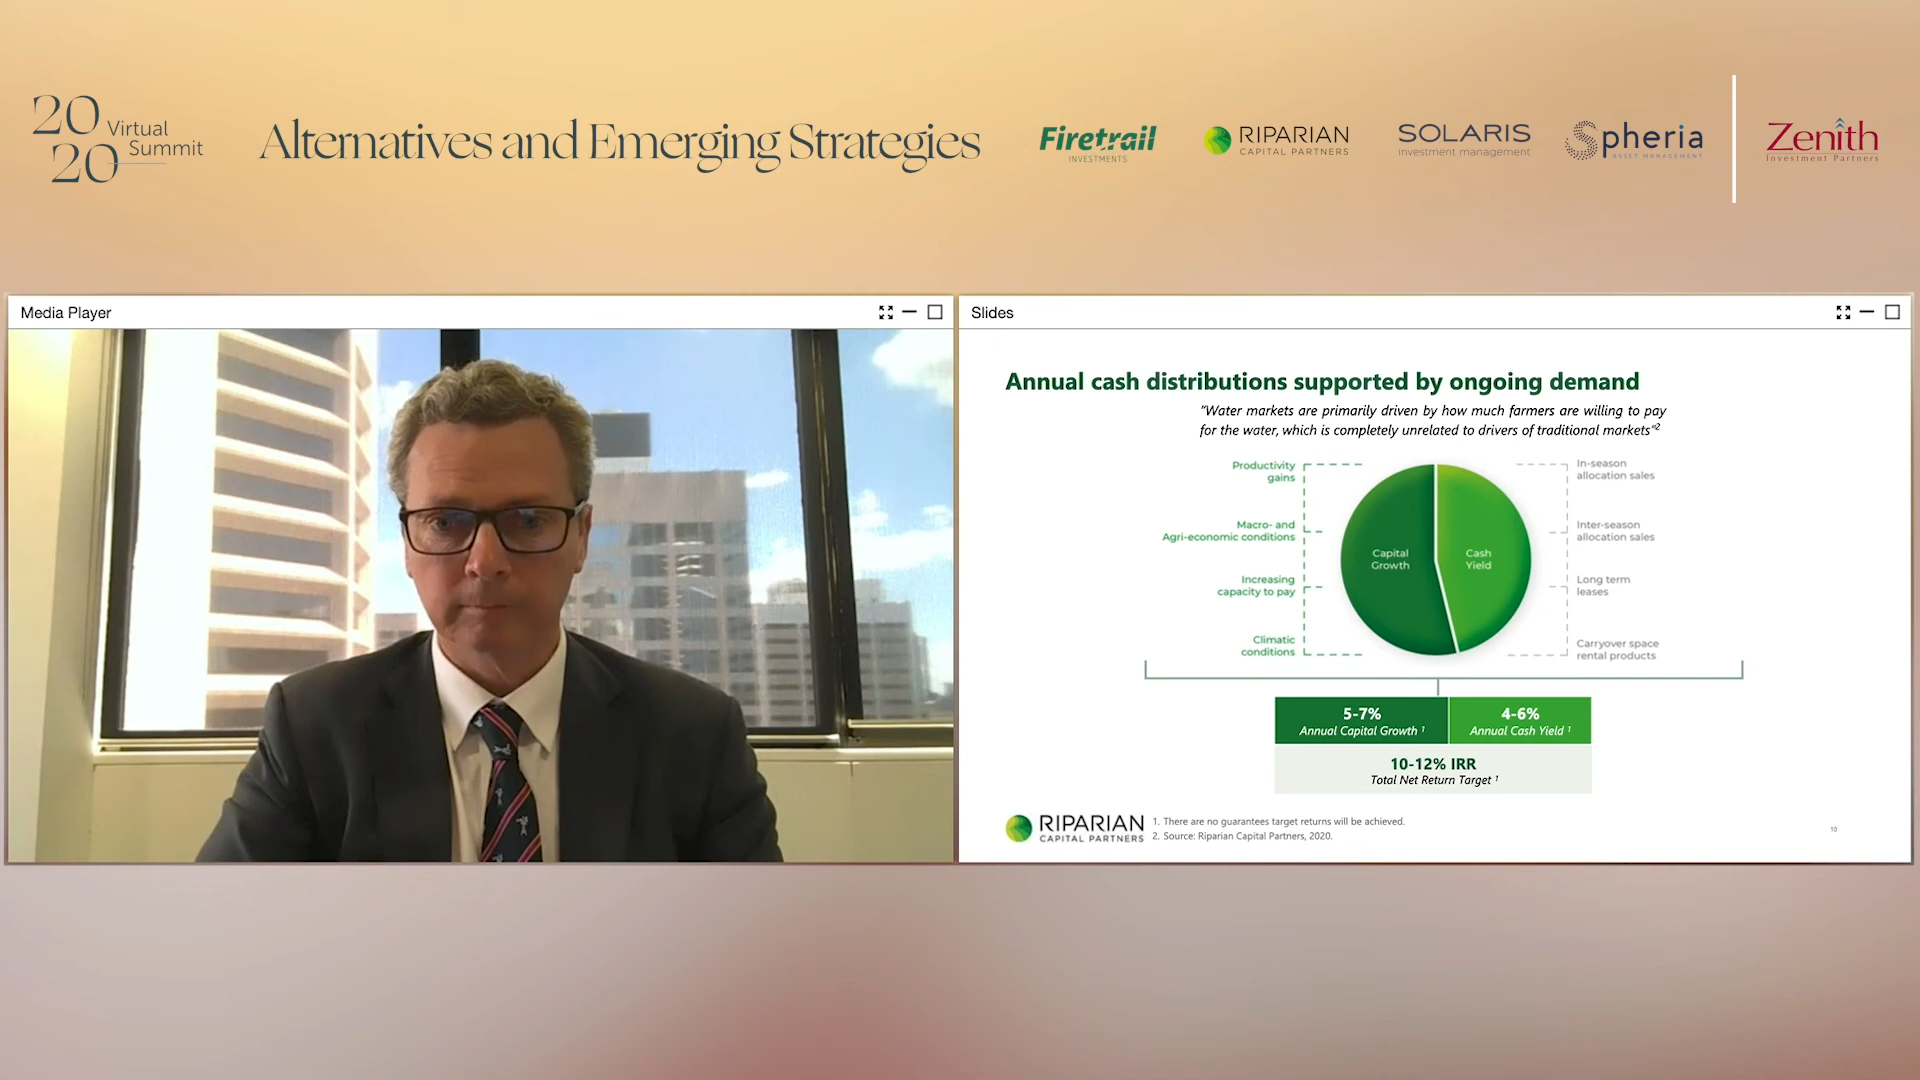 20
20
Virtual
Summit
Alternatives and Emerging Strategies
Firetrail
INVESTMENTS
RIPARIAN
CAPITAL PARTNERS
SOLARIS
investment management
Spheria
ASSET MANAGEMENT
Zenith
Investment Partners
Media Player
Slides
Annual cash distributions supported by ongoing demand
"Water markets are primarily driven by how much farmers are willing to pay
for the water, which is completely unrelated to drivers of traditional markets"2
Productivity
gains
Macro- and
Agri-economic conditions
Increasing
capacity to pay
Climatic
conditions
Capital
Growth
Cash
Yield
In-season
allocation sales
Inter-season
allocation sales
Long term
leases
Carryover space
rental products
5-7%
Annual Capital Growth 1
4-6%
Annual Cash Yield 1
10-12% IRR
Total Net Return Target 1
RIPARIAN
CAPITAL PARTNERS
1. There are no guarantees target returns will be achieved.
2. Source: Riparian Capital Partners, 2020.
10